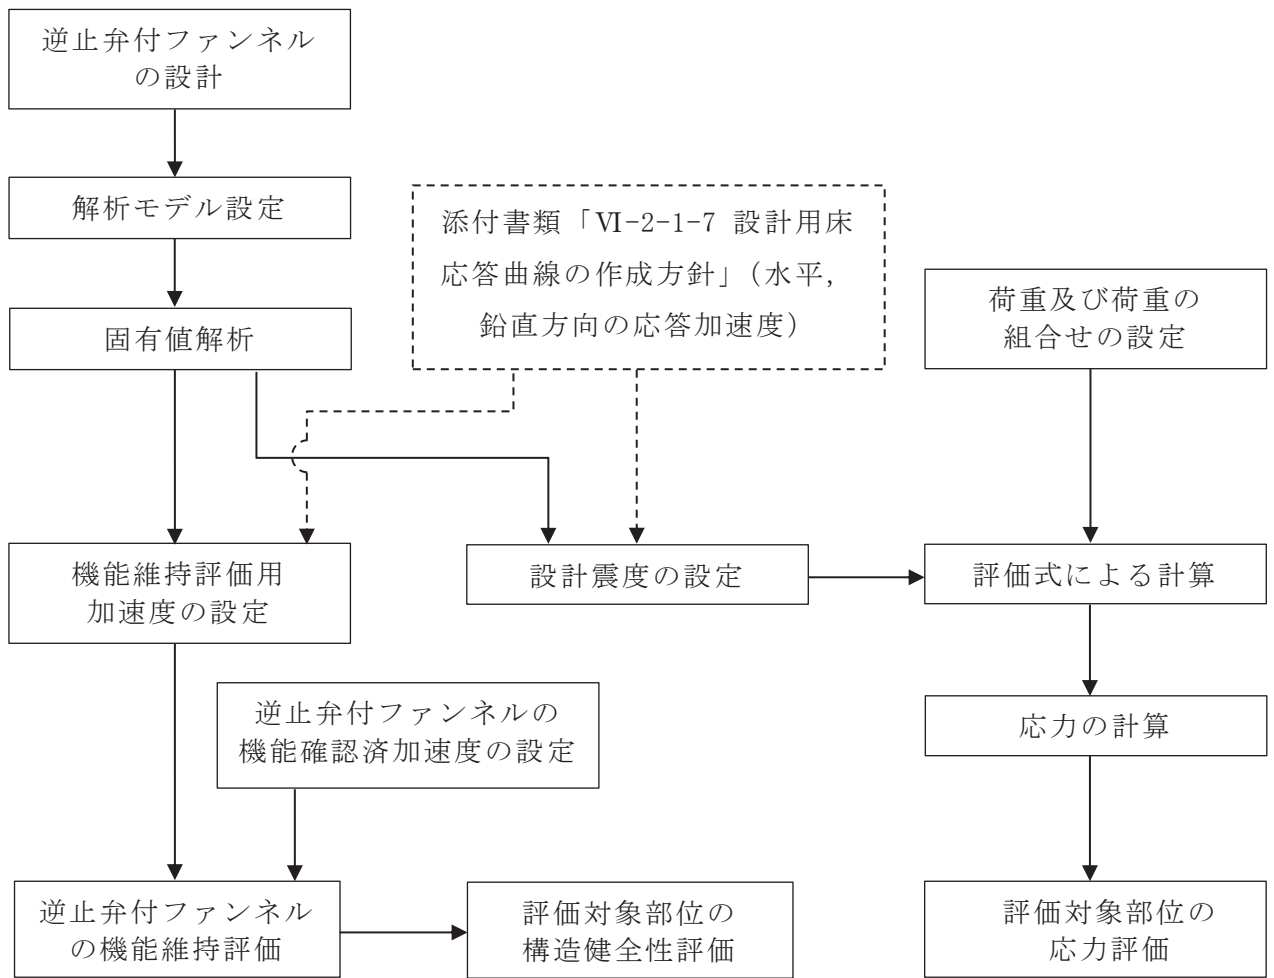 逆止弁付ファンネル
の設計
解析モデル設定
固有値解析
添付書類「Ⅵ-2-1-7 設計用床
応答曲線の作成方針」(水平,
鉛直方向の応答加速度)
荷重及び荷重の
組合せの設定
機能維持評価用
加速度の設定
設計震度の設定
評価式による計算
逆止弁付ファンネルの
機能確認済加速度の設定
応力の計算
逆止弁付ファンネル
の機能維持評価
評価対象部位の
構造健全性評価
評価対象部位の
応力評価